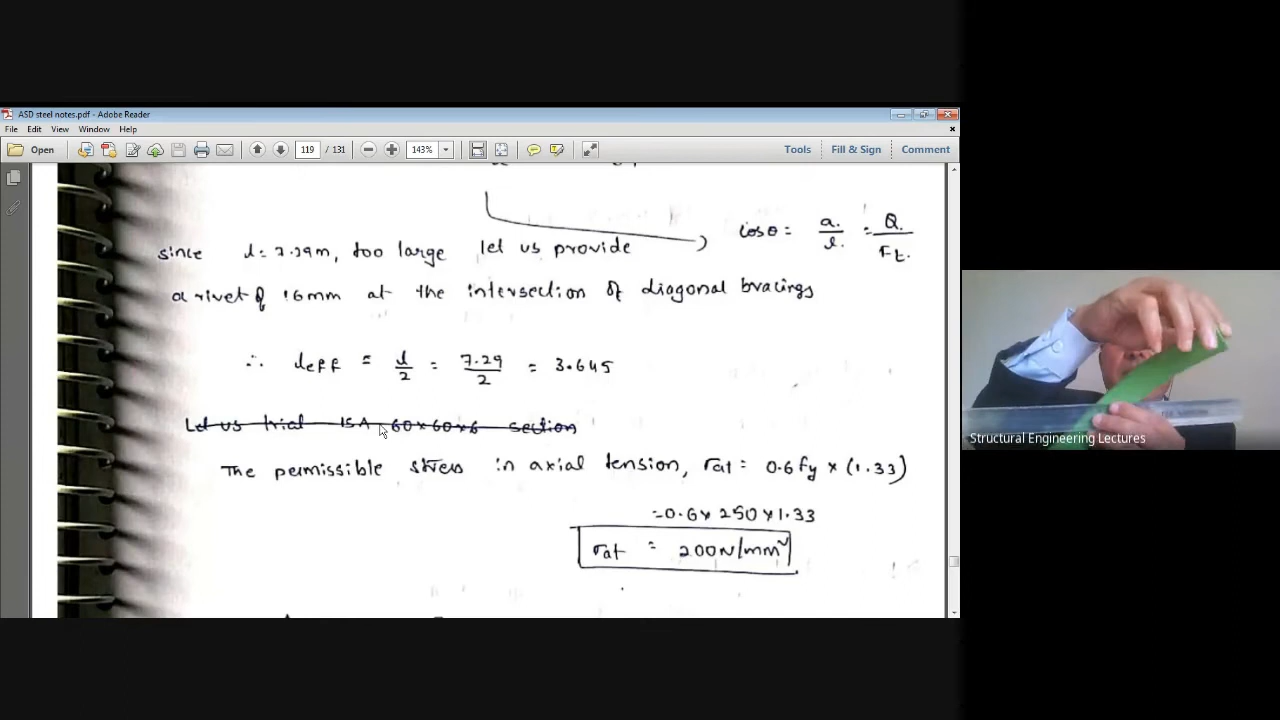 ASD steel notes.pdf - Adobe Reader
File Edit View Window Help
Open 119 / 131 143% Tools Fill & Sign Comment
cosθ = a/l = Q/Ft.
since l = 7.29m, too large let us provide
a rivet of 16mm at the intersection of diagonal bracings
∴ leff = l/2 = 7.29/2 = 3.645
Let us trial ISA 60×60×6 section
The permissible stress in axial tension, σat = 0.6fy × (1.33)
= 0.6 × 250 × 1.33
σat = 200N/mm²
Structural Engineering Lectures